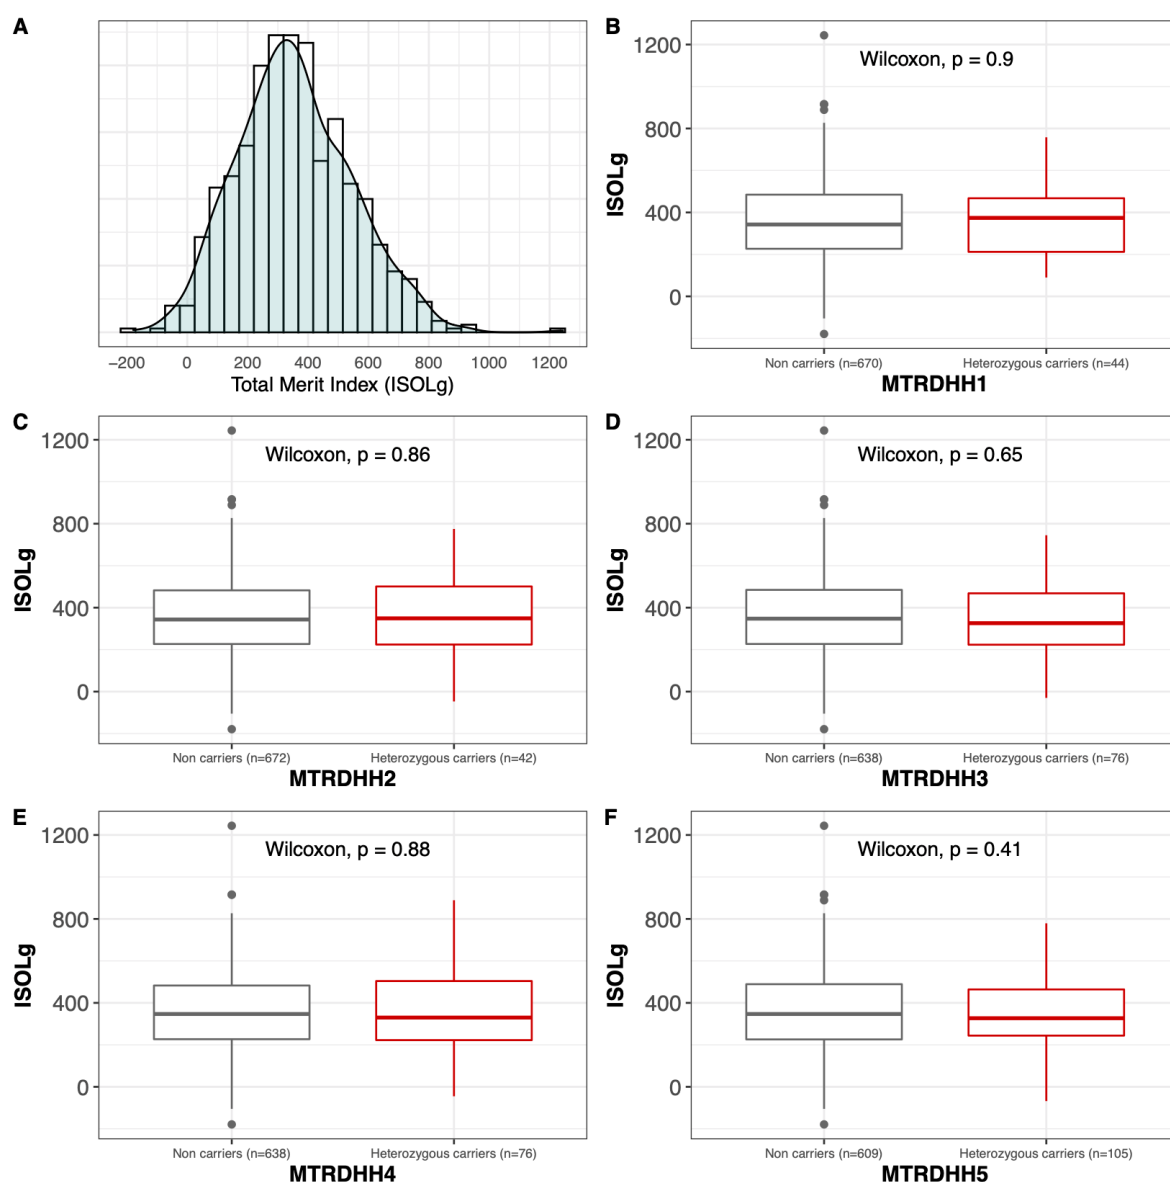 A
−200 0 200 400 600 800 1000 1200
Total Merit Index (ISOLg)
B
1200
800
400
0
ISOLg
Wilcoxon, p = 0.9
Non carriers (n=670) Heterozygous carriers (n=44)
MTRDHH1
C
1200
800
400
0
ISOLg
Wilcoxon, p = 0.86
Non carriers (n=672) Heterozygous carriers (n=42)
MTRDHH2
D
1200
800
400
0
ISOLg
Wilcoxon, p = 0.65
Non carriers (n=638) Heterozygous carriers (n=76)
MTRDHH3
E
1200
800
400
0
ISOLg
Wilcoxon, p = 0.88
Non carriers (n=638) Heterozygous carriers (n=76)
MTRDHH4
F
1200
800
400
0
ISOLg
Wilcoxon, p = 0.41
Non carriers (n=609) Heterozygous carriers (n=105)
MTRDHH5